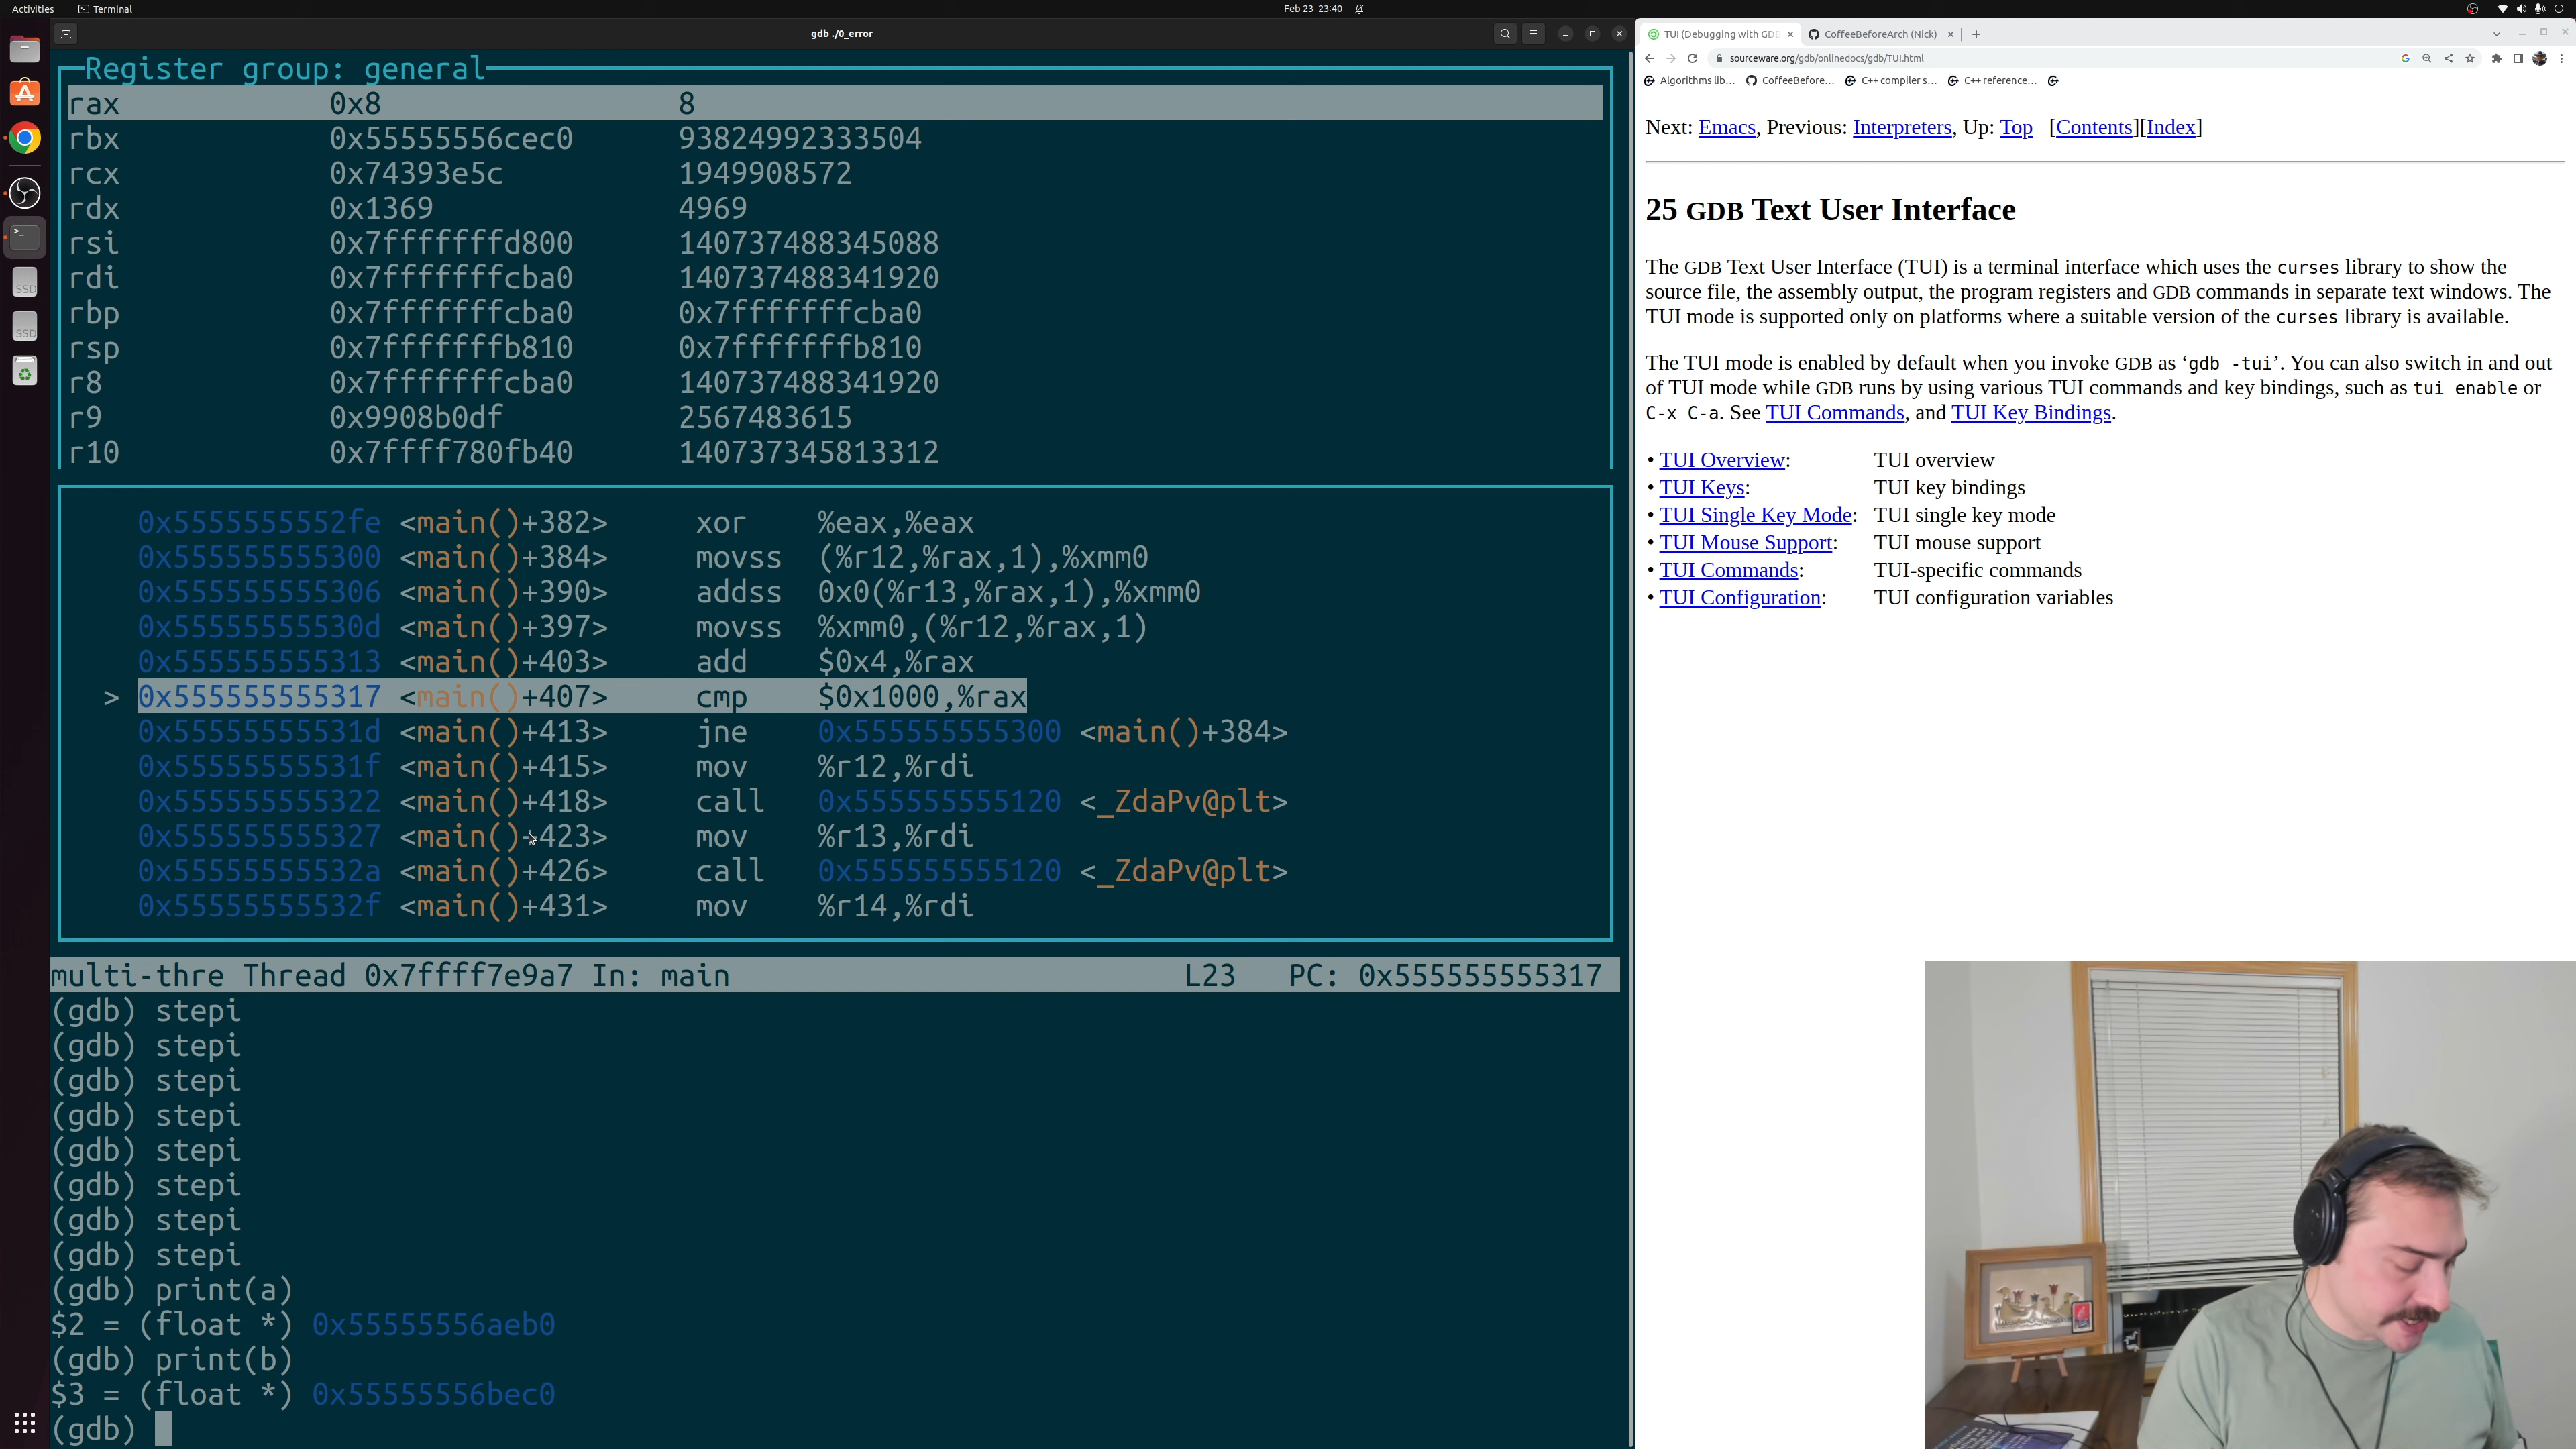 Activities
Terminal
Feb 23 23:40
gdb ./0_error
Register group: general
rax 0x8 8
rbx 0x55555556cec0 93824992333504
rcx 0x74393e5c 1949908572
rdx 0x1369 4969
rsi 0x7fffffffd800 140737488345088
rdi 0x7fffffffcba0 140737488341920
rbp 0x7fffffffcba0 0x7fffffffcba0
rsp 0x7fffffffb810 0x7fffffffb810
r8 0x7fffffffcba0 140737488341920
r9 0x9908b0df 2567483615
r10 0x7ffff780fb40 140737345813312
0x5555555552fe <main()+382> xor %eax,%eax
0x555555555300 <main()+384> movss (%r12,%rax,1),%xmm0
0x555555555306 <main()+390> addss 0x0(%r13,%rax,1),%xmm0
0x55555555530d <main()+397> movss %xmm0,(%r12,%rax,1)
0x555555555313 <main()+403> add $0x4,%rax
> 0x555555555317 <main()+407> cmp $0x1000,%rax
0x55555555531d <main()+413> jne 0x555555555300 <main()+384>
0x55555555531f <main()+415> mov %r12,%rdi
0x555555555322 <main()+418> call 0x555555555120 <_ZdaPv@plt>
0x555555555327 <main()+423> mov %r13,%rdi
0x55555555532a <main()+426> call 0x555555555120 <_ZdaPv@plt>
0x55555555532f <main()+431> mov %r14,%rdi
multi-thre Thread 0x7ffff7e9a7 In: main L23 PC: 0x555555555317
(gdb) stepi
(gdb) stepi
(gdb) stepi
(gdb) stepi
(gdb) stepi
(gdb) stepi
(gdb) stepi
(gdb) stepi
(gdb) print(a)
$2 = (float *) 0x55555556aeb0
(gdb) print(b)
$3 = (float *) 0x55555556bec0
(gdb)
SSD
SSD
TUI (Debugging with GDB
CoffeeBeforeArch (Nick)
sourceware.org/gdb/onlinedocs/gdb/TUI.html
Algorithms lib... CoffeeBefore... C++ compiler s... C++ reference...
Next: Emacs, Previous: Interpreters, Up: Top [Contents][Index]
25 GDB Text User Interface
The GDB Text User Interface (TUI) is a terminal interface which uses the curses library to show the
source file, the assembly output, the program registers and GDB commands in separate text windows. The
TUI mode is supported only on platforms where a suitable version of the curses library is available.
The TUI mode is enabled by default when you invoke GDB as ‘gdb -tui’. You can also switch in and out
of TUI mode while GDB runs by using various TUI commands and key bindings, such as tui enable or
C-x C-a. See TUI Commands, and TUI Key Bindings.
• TUI Overview: TUI overview
• TUI Keys: TUI key bindings
• TUI Single Key Mode: TUI single key mode
• TUI Mouse Support: TUI mouse support
• TUI Commands: TUI-specific commands
• TUI Configuration: TUI configuration variables